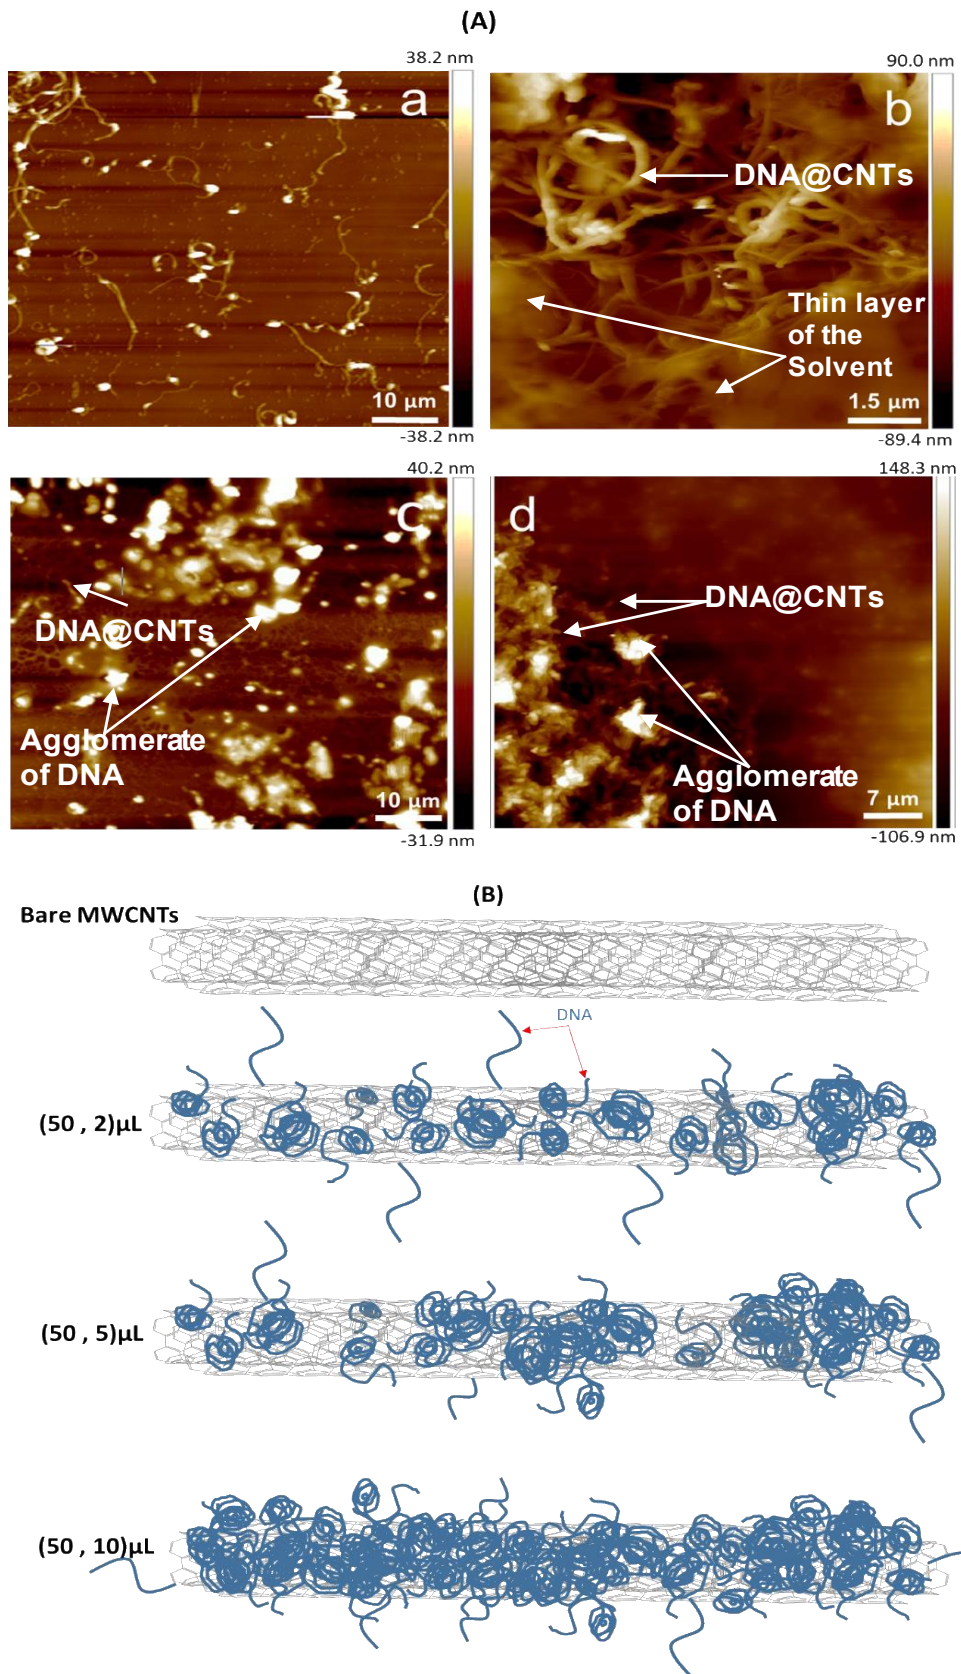 (A)
38.2 nm
a
10 µm
-38.2 nm
90.0 nm
b
DNA@CNTs
Thin layer
of the
Solvent
1.5 µm
-89.4 nm
40.2 nm
c
DNA@CNTs
Agglomerate
of DNA
10 µm
-31.9 nm
148.3 nm
d
DNA@CNTs
Agglomerate
of DNA
7 µm
-106.9 nm
(B)
Bare MWCNTs
DNA
(50 , 2)µL
(50 , 5)µL
(50 , 10)µL